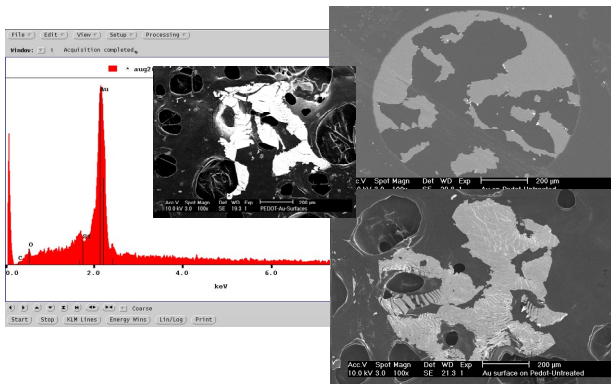 File Edit View Setup Processing
Window: 1 Acquisition completed
aug2
Au
O
C
0.0 2.0 4.0 6.0
keV
Coarse
Start Stop KLM Lines Energy Wins Lin/Log Print
Acc.V Spot Magn Det WD Exp 200 µm
10.0 kV 3.0 100x SE 19.3 1 PEDOT-Au-Surfaces
c.V Spot Magn Det WD Exp 200 µm
kV 3.0 100x SE 20.8 1 Au on Pedot-Untreated
Acc.V Spot Magn Det WD Exp 200 µm
10.0 kV 3.0 100x SE 21.3 1 Au surface on Pedot-Untreated